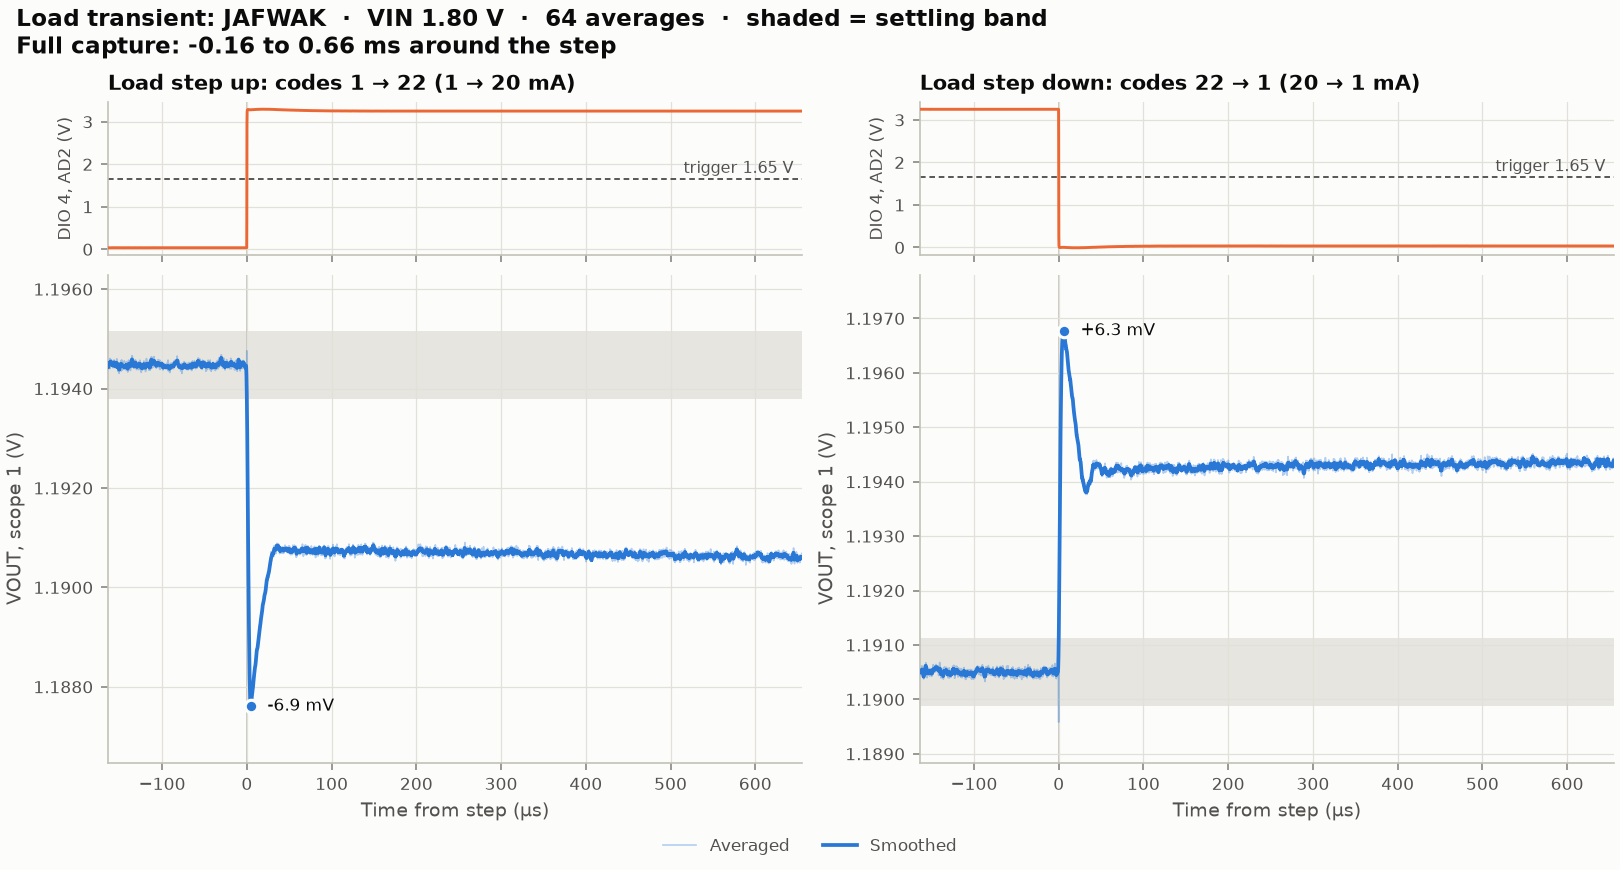 Load transient: JAFWAK · VIN 1.80 V · 64 averages · shaded = settling band
Full capture: -0.16 to 0.66 ms around the step
Load step up: codes 1 → 22 (1 → 20 mA)
DIO 4, AD2 (V)
3
2
1
0
trigger 1.65 V
VOUT, scope 1 (V)
1.1960
1.1940
1.1920
1.1900
1.1880
-6.9 mV
−100
0
100
200
300
400
500
600
Time from step (µs)
Load step down: codes 22 → 1 (20 → 1 mA)
DIO 4, AD2 (V)
3
2
1
0
trigger 1.65 V
VOUT, scope 1 (V)
1.1970
1.1960
1.1950
1.1940
1.1930
1.1920
1.1910
1.1900
1.1890
+6.3 mV
−100
0
100
200
300
400
500
600
Time from step (µs)
Averaged
Smoothed